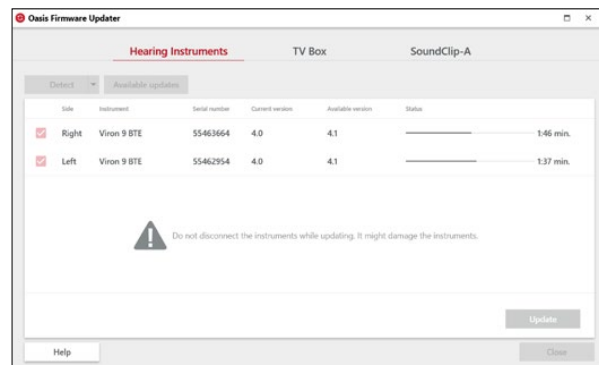 Oasis Firmware Updater
Hearing Instruments TV Box SoundClip-A
Detect Available updates
Side Instrument Serial number Current version Available version Status
Right Viron 9 BTE 55463664 4.0 4.1 1:46 min.
Left Viron 9 BTE 55462954 4.0 4.1 1:37 min.
Do not disconnect the instruments while updating. It might damage the instruments.
Update
Help Close